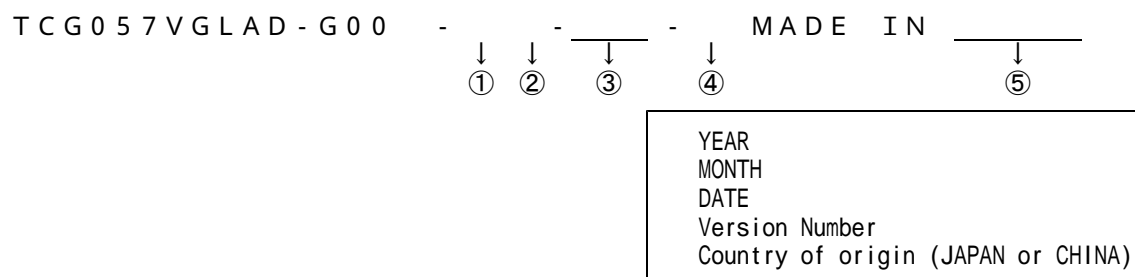 TCG057VGLAD-G00 - - - MADE IN
↓ ↓ ↓ ↓ ↓
① ② ③ ④ ⑤
YEAR
MONTH
DATE
Version Number
Country of origin (JAPAN or CHINA)